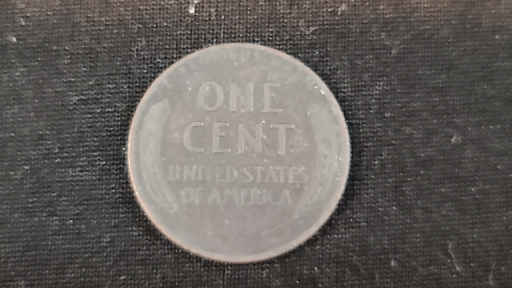 ONE
CENT
UNITED STATES
OF AMERICA